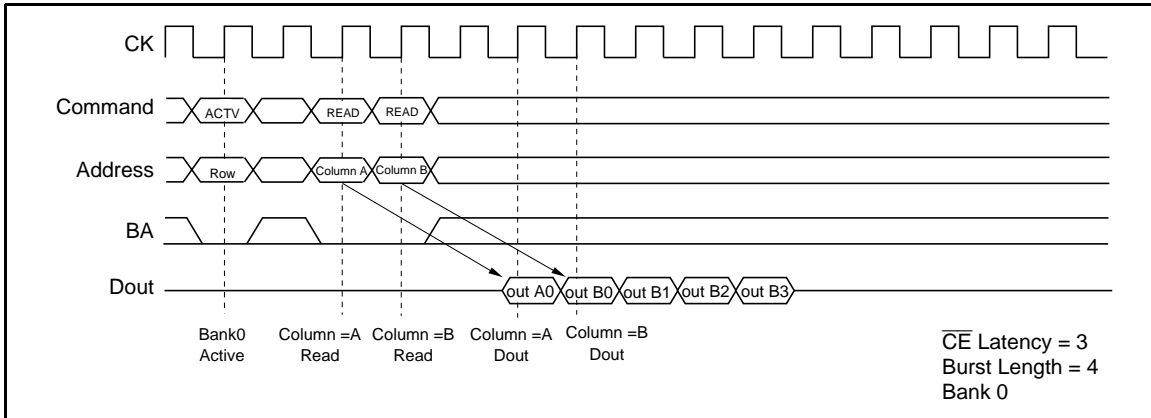 CK
Command ACTV READ READ
Address Row Column A Column B
BA
Dout out A0 out B0 out B1 out B2 out B3
Bank0 Active
Column =A Read
Column =B Read
Column =A Dout
Column =B Dout
CE Latency = 3
Burst Length = 4
Bank 0